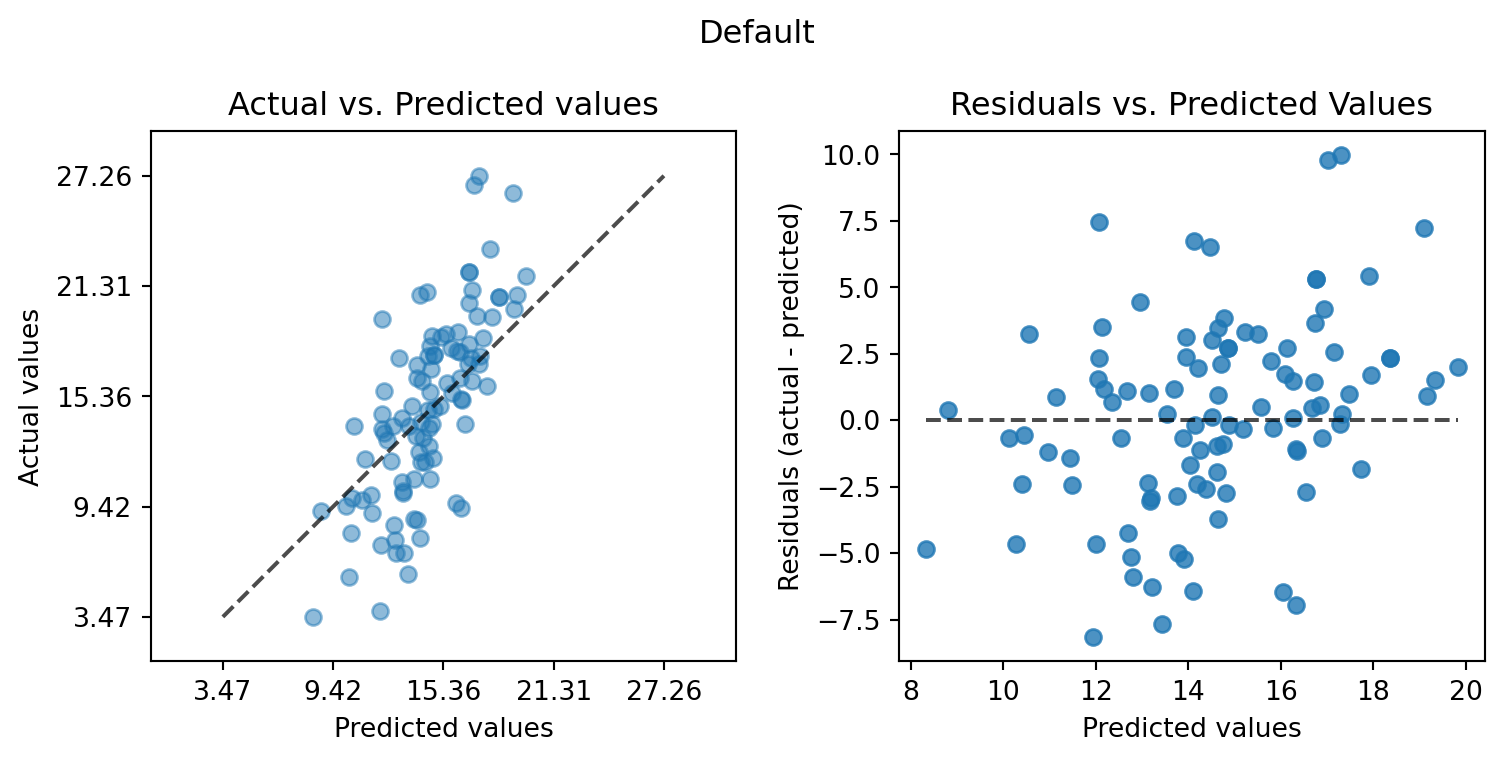 Default
Actual vs. Predicted values
27.26
21.31
15.36
9.42
3.47
Actual values
3.47 9.42 15.36 21.31 27.26
Predicted values
Residuals vs. Predicted Values
10.0
7.5
5.0
2.5
0.0
−2.5
−5.0
−7.5
Residuals (actual - predicted)
8 10 12 14 16 18 20
Predicted values